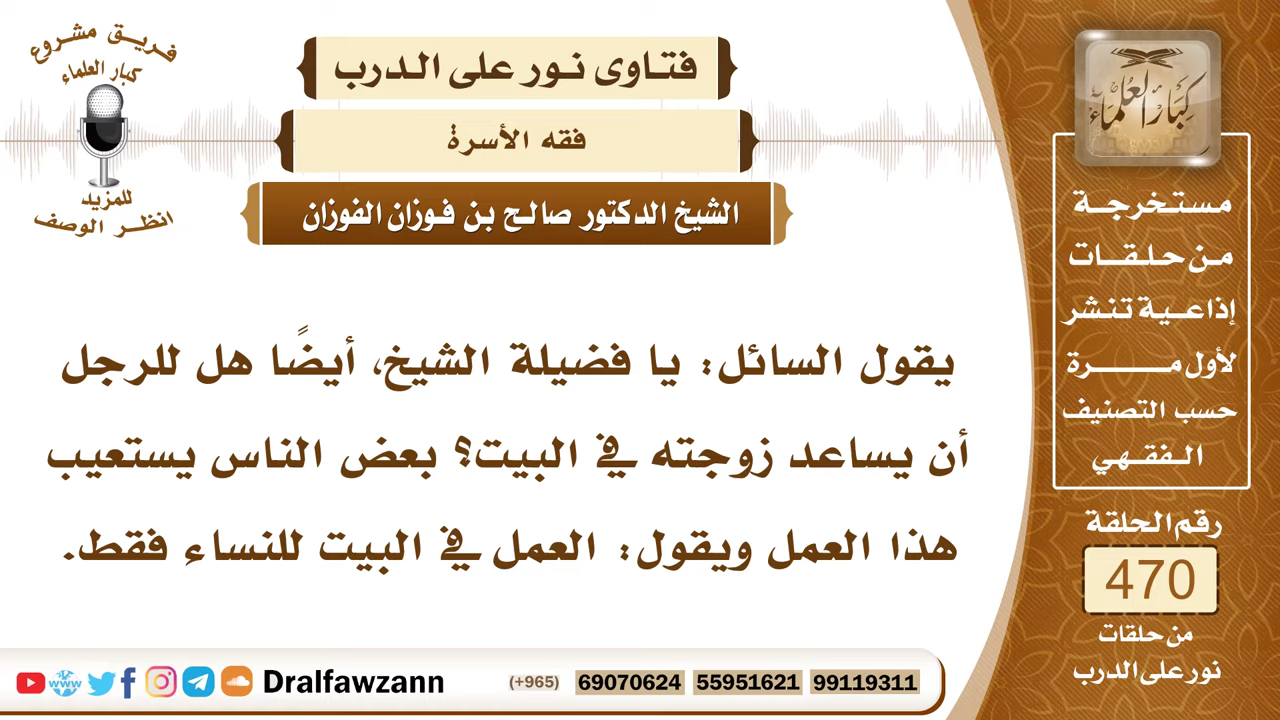 فريق مشروع
كبار العلماء
للمزيد
انظر الوصف
فتاوى نور على الدرب
فقه الأسرة
الشيخ الدكتور صالح بن فوزان الفوزان
يقول السائل: يا فضيلة الشيخ، أيضًا هل للرجل
أن يساعد زوجته في البيت؟ بعض الناس يستعيب
هذا العمل ويقول: العمل في البيت للنساء فقط.
كبار العلماء
مستخرجة
من حلقات
إذاعية تنشر
لأول مرة
حسب التصنيف
الفقهي
رقم الحلقة
470
من حلقات
نور على الدرب
www Dralfawzann (+965) 69070624 55951621 99119311